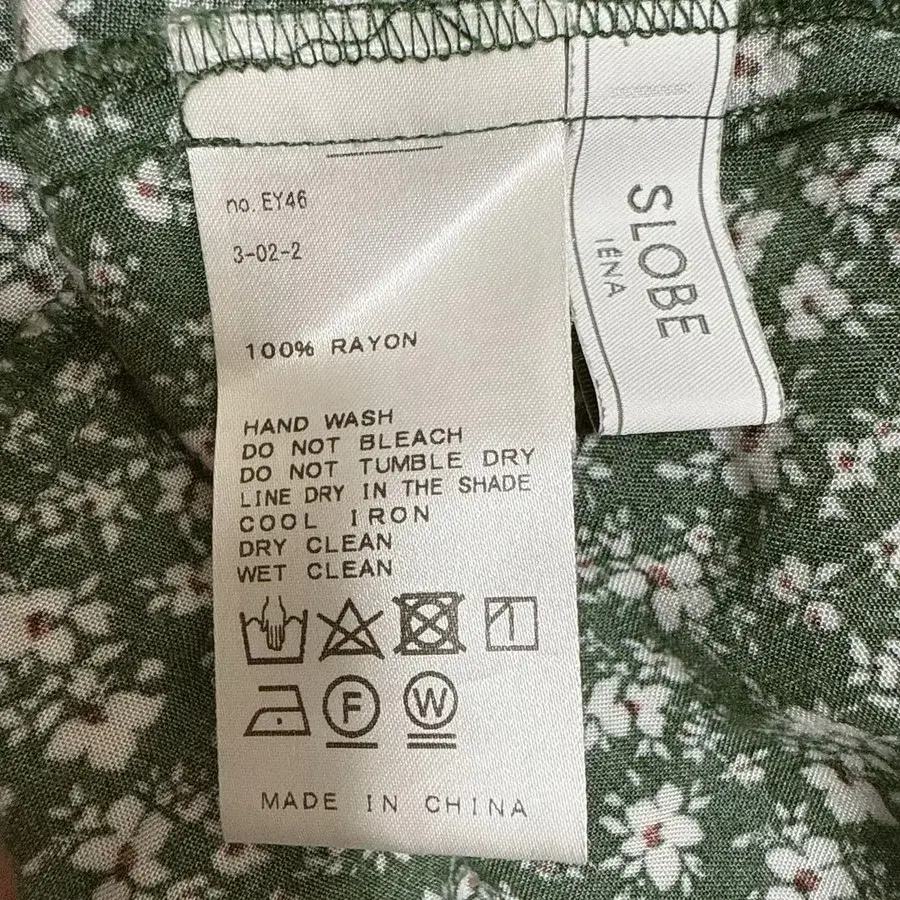 no. EY46
3-02-2
100% RAYON
HAND WASH
DO NOT BLEACH
DO NOT TUMBLE DRY
LINE DRY IN THE SHADE
COOL IRON
DRY CLEAN
WET CLEAN
F W
MADE IN CHINA
SLOBE
IÉNA